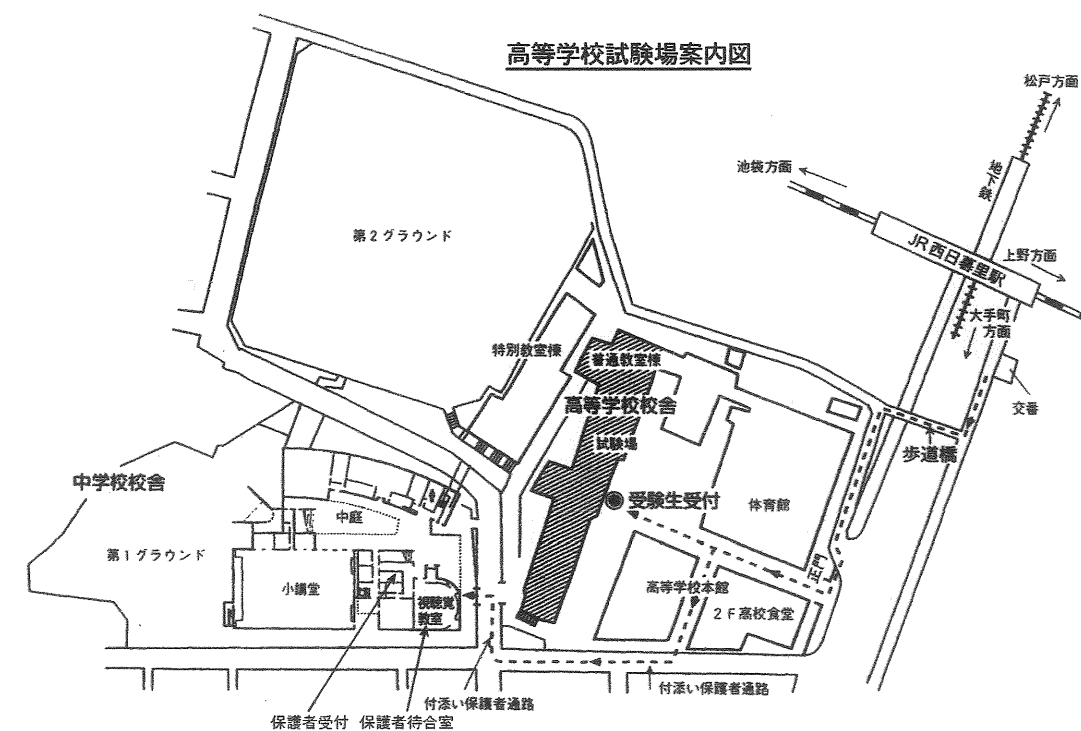 高等学校試験場案内図
松戸方面
地下鉄
池袋方面
JR西日暮里駅
上野方面
大手町
方面
第2グラウンド
特別教室棟
普通教室棟
高等学校校舎
試験場
交番
歩道橋
中学校校舎
受験生受付
体育館
中庭
第1グラウンド
正門
小講堂
視聴覚
教室
高等学校本館
2F高校食堂
付添い保護者通路
付添い保護者通路
保護者受付
保護者待合室